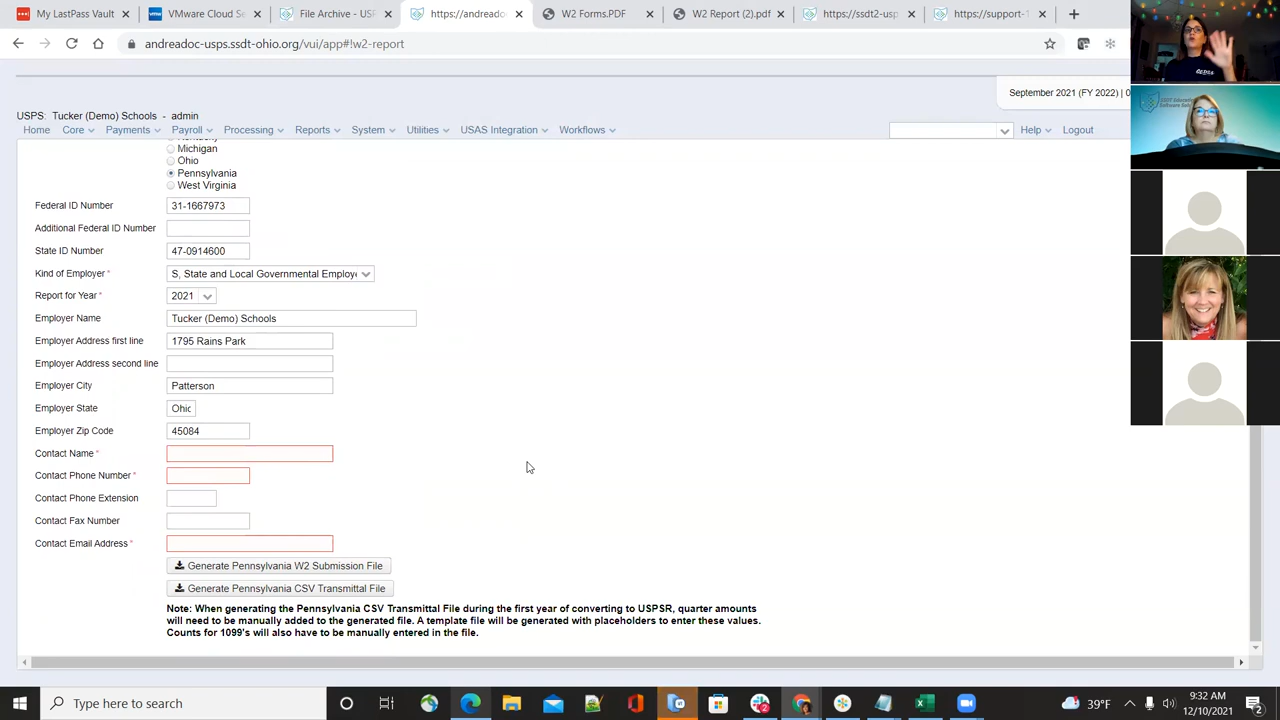 My LastPass Vault
VMware Cloud Se
File Archive - USP
https://andreadoc
W2 Forms.PDF
W2 Report (2).pd
https://ssdt2-usp
https://support-1
andreadoc-usps.ssdt-ohio.org/vui/app#!w2-report
September 2021 (FY 2022) | 0
USPS: Tucker (Demo) Schools - admin
Home Core Payments Payroll Processing Reports System Utilities USAS Integration Workflows Help Logout
Michigan
Ohio
Pennsylvania
West Virginia
Federal ID Number 31-1667973
Additional Federal ID Number
State ID Number 47-0914600
Kind of Employer * S, State and Local Governmental Employe
Report for Year * 2021
Employer Name Tucker (Demo) Schools
Employer Address first line 1795 Rains Park
Employer Address second line
Employer City Patterson
Employer State Ohio
Employer Zip Code 45084
Contact Name *
Contact Phone Number *
Contact Phone Extension
Contact Fax Number
Contact Email Address *
Generate Pennsylvania W2 Submission File
Generate Pennsylvania CSV Transmittal File
Note: When generating the Pennsylvania CSV Transmittal File during the first year of converting to USPSR, quarter amounts
will need to be manually added to the generated file. A template file will be generated with placeholders to enter these values.
Counts for 1099's will also have to be manually entered in the file.
Type here to search
39°F
9:32 AM
12/10/2021
2